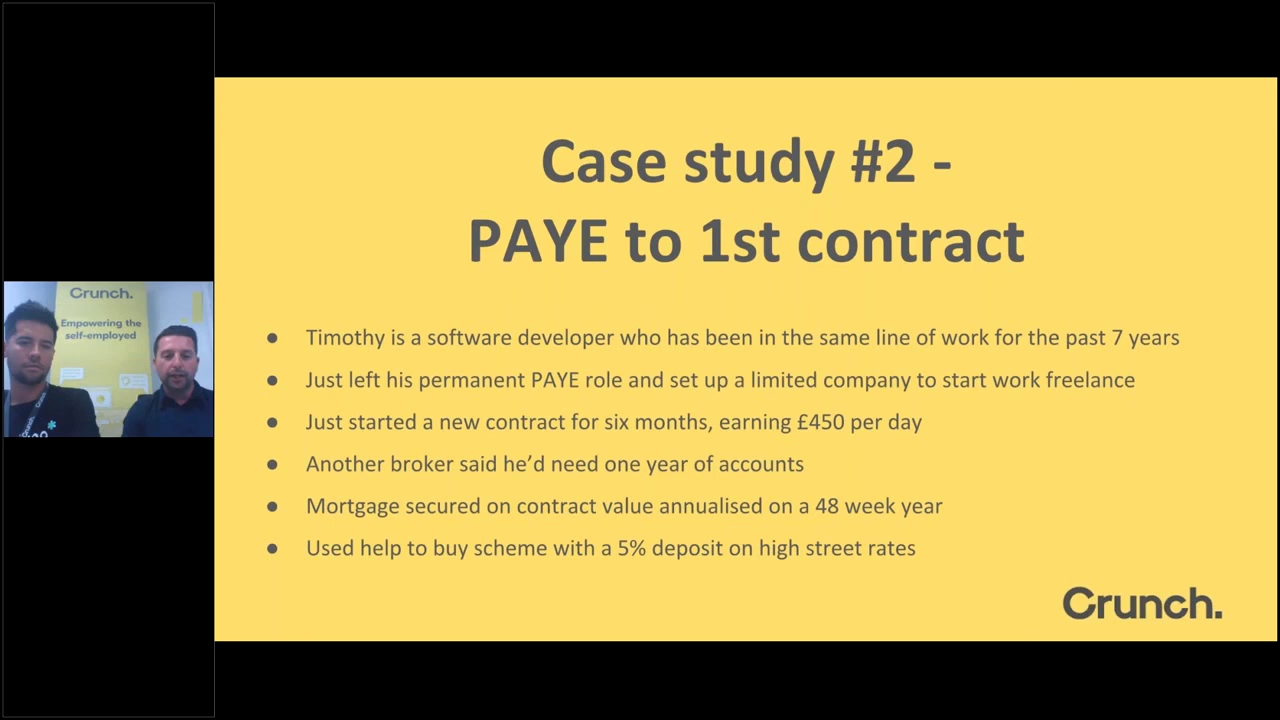 Case study #2 -
PAYE to 1st contract
● Timothy is a software developer who has been in the same line of work for the past 7 years
● Just left his permanent PAYE role and set up a limited company to start work freelance
● Just started a new contract for six months, earning £450 per day
● Another broker said he’d need one year of accounts
● Mortgage secured on contract value annualised on a 48 week year
● Used help to buy scheme with a 5% deposit on high street rates
Crunch.
Crunch.
Empowering the
self-employed